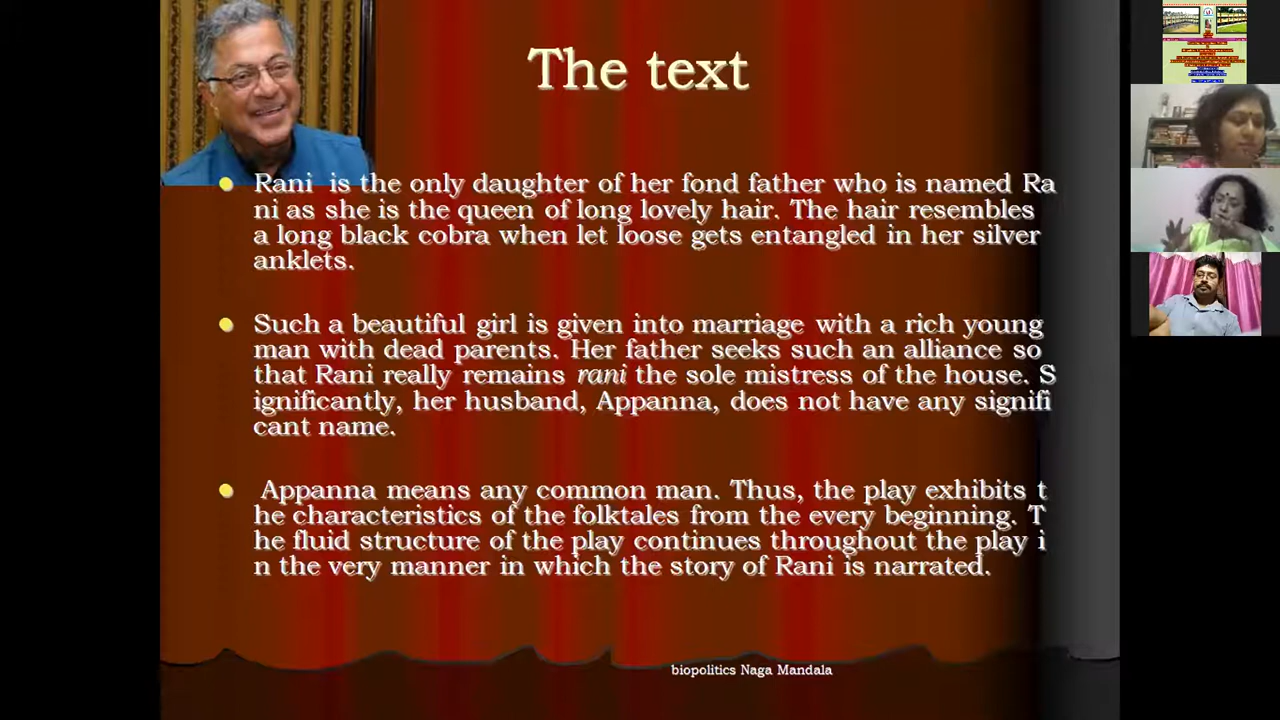 The text
Rani is the only daughter of her fond father who is named Ra
ni as she is the queen of long lovely hair. The hair resembles
a long black cobra when let loose gets entangled in her silver
anklets.
Such a beautiful girl is given into marriage with a rich young
man with dead parents. Her father seeks such an alliance so
that Rani really remains rani the sole mistress of the house. S
ignificantly, her husband, Appanna, does not have any signifi
cant name.
Appanna means any common man. Thus, the play exhibits t
he characteristics of the folktales from the every beginning. T
he fluid structure of the play continues throughout the play i
n the very manner in which the story of Rani is narrated.
biopolitics Naga Mandala